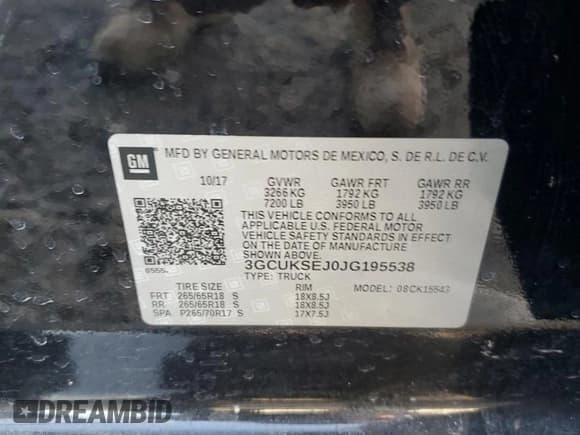 GM
MFD BY GENERAL MOTORS DE MEXICO, S. DE R.L. DE C.V.
10/17 GVWR GAWR FRT GAWR RR
3266 KG 1792 KG 1792 KG
7200 LB 3950 LB 3950 LB
THIS VEHICLE CONFORMS TO ALL
APPLICABLE U.S. FEDERAL MOTOR
VEHICLE SAFETY STANDARDS IN EFFECT
ON THE DATE OF MANUFACTURE
SHOWN ABOVE.
3GCUKSEJ0JG195538
TYPE: TRUCK MODEL: 08CK15543
TIRE SIZE RIM
FRT 265/65R18 S 18X8.5J
RR 265/65R18 S 18X8.5J
SPA P265/70R17 S 17X7.5J
DREAMBID